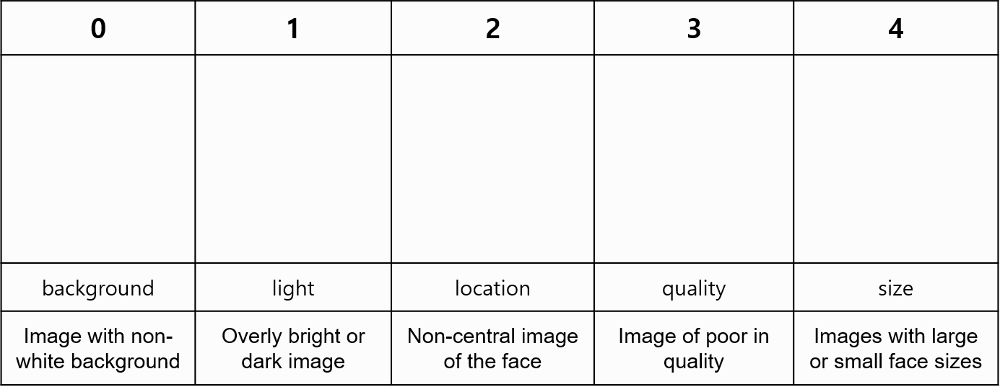 0 1 2 3 4
background light location quality size
Image with non-
white background
Overly bright or
dark image
Non-central image
of the face
Image of poor in
quality
Images with large
or small face sizes